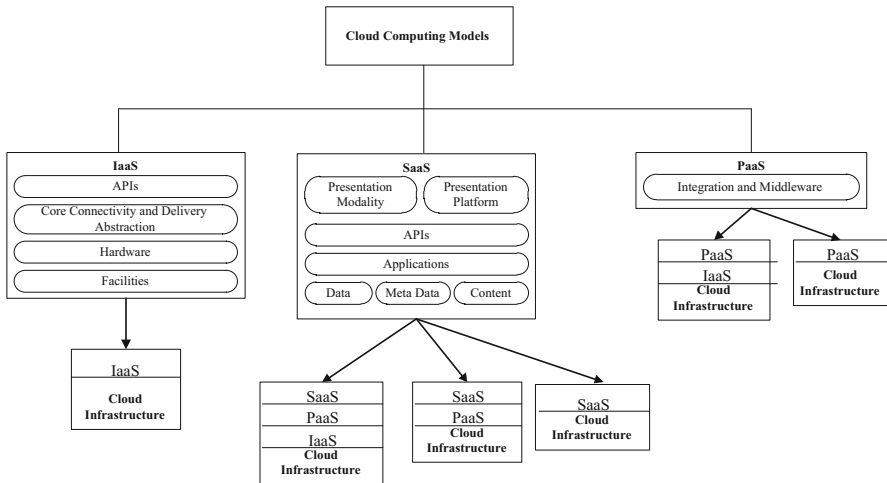 Cloud Computing Models
IaaS
APIs
Core Connectivity and Delivery
Abstraction
Hardware
Facilities
IaaS
Cloud
Infrastructure
SaaS
Presentation
Modality
Presentation
Platform
APIs
Applications
Data
Meta Data
Content
SaaS
PaaS
IaaS
Cloud
Infrastructure
SaaS
PaaS
Cloud
Infrastructure
SaaS
Cloud
Infrastructure
PaaS
Integration and Middleware
PaaS
IaaS
Cloud
Infrastructure
PaaS
Cloud
Infrastructure